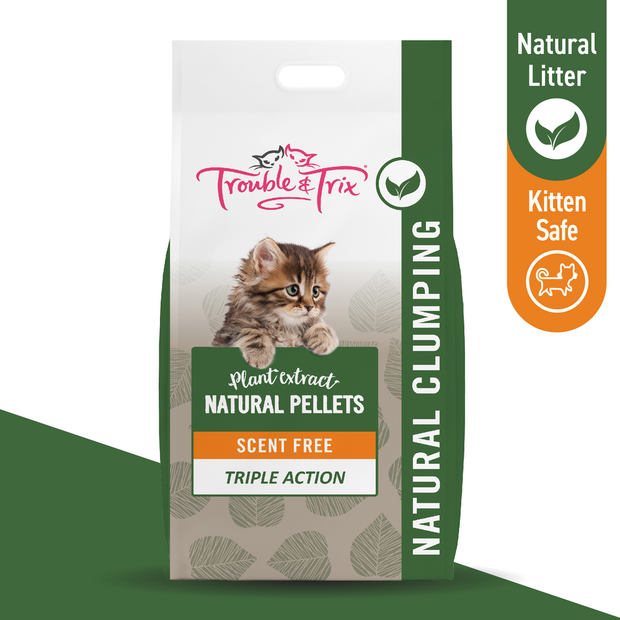 Natural
Litter
Kitten
Safe
Trouble & Trix®
NATURAL CLUMPING
Plant extract
NATURAL PELLETS
SCENT FREE
TRIPLE ACTION